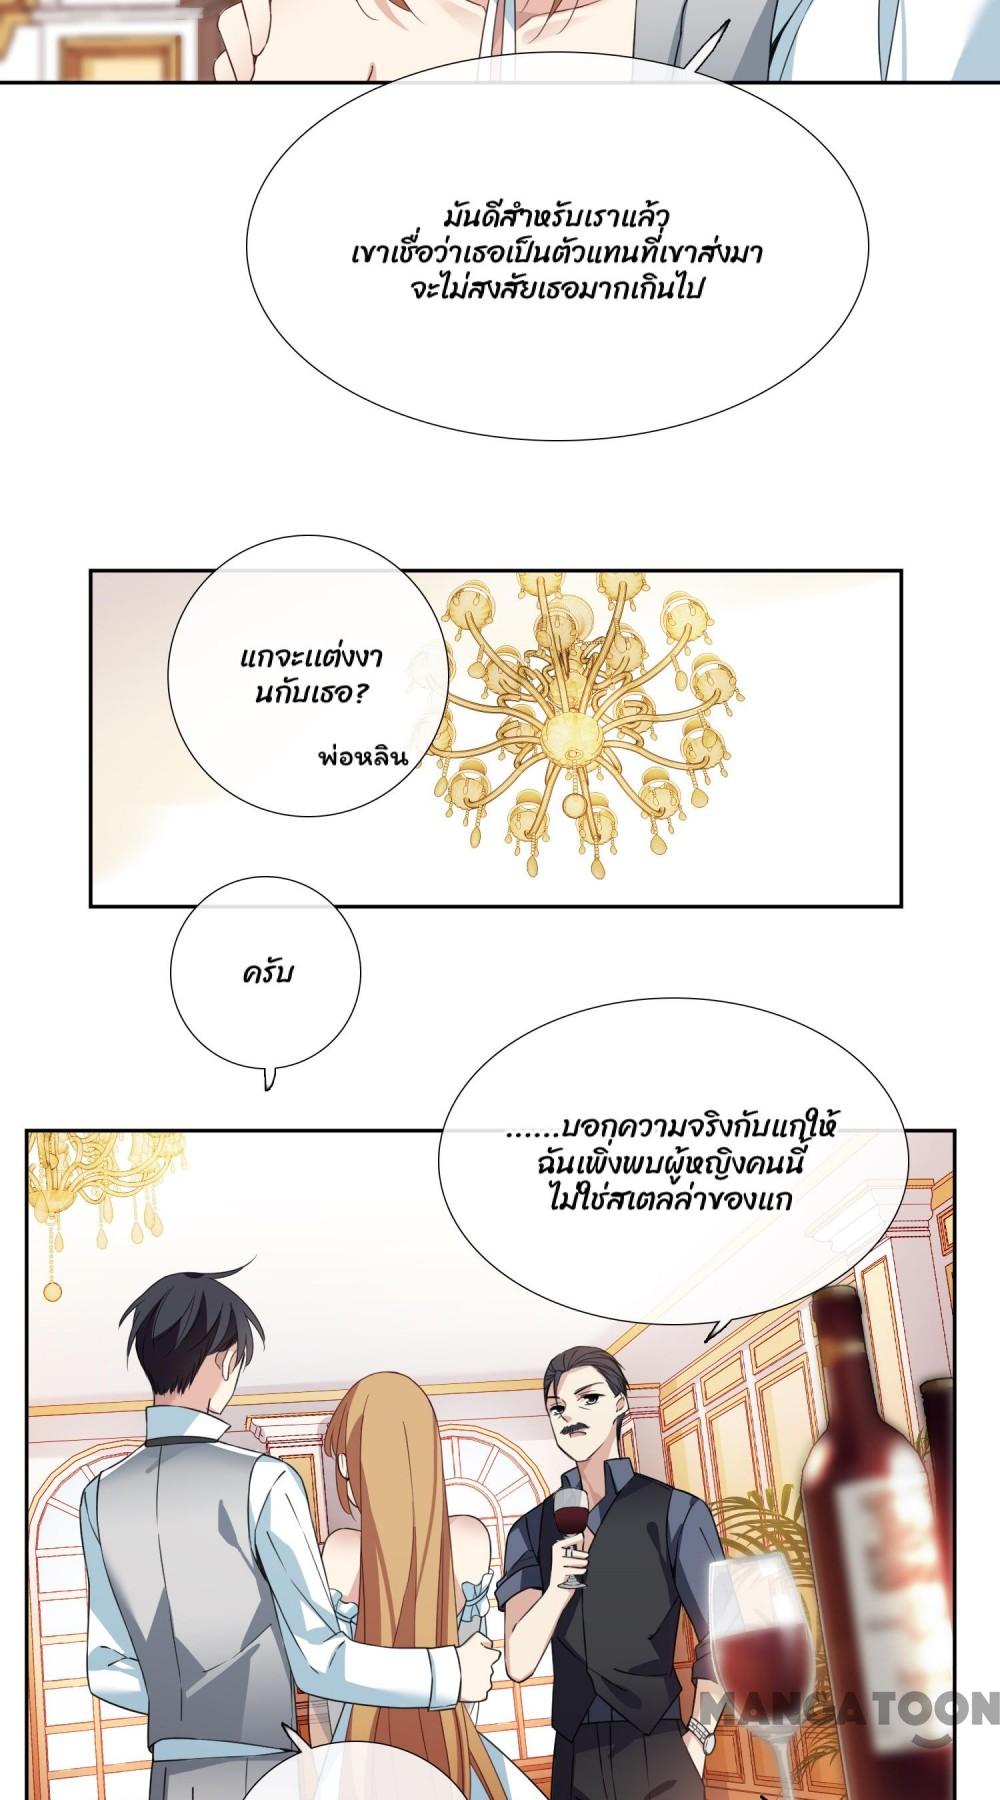 มันดีสำหรับเราแล้ว
เขาเชื่อว่าเธอเป็นตัวแทนที่เขาส่งมา
จะไม่สงสัยเธอมากเกินไป
แกจะแต่งงา
นกับเธอ?
พ่อหลิน
ครับ
......บอกความจริงกับแกให้
ฉันเพิ่งพบผู้หญิงคนนี้
ไม่ใช่สเตลล่าของแก
MANGATOON